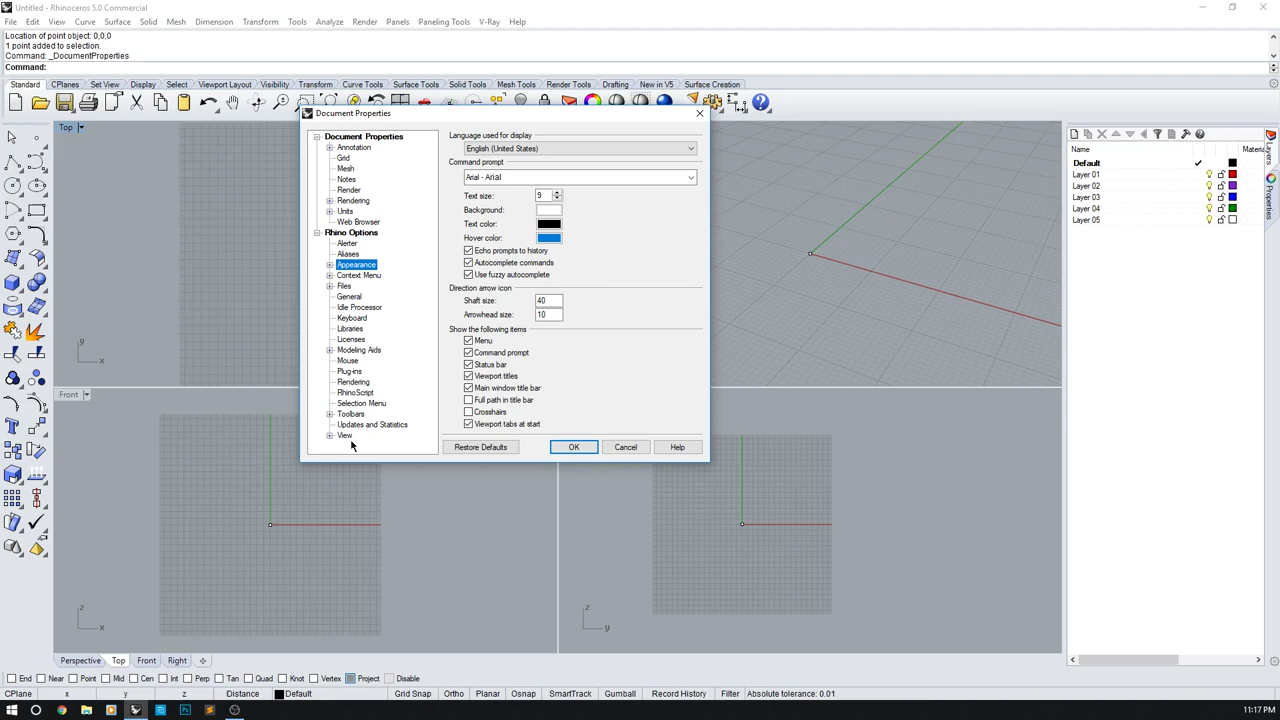 Untitled - Rhinoceros 5.0 Commercial
File Edit View Curve Surface Solid Mesh Dimension Transform Tools Analyze Render Panels Paneling Tools V-Ray Help
Location of point object: 0,0,0
1 point added to selection.
Command: _DocumentProperties
Command:
Standard CPlanes Set View Display Select Viewport Layout Visibility Transform Curve Tools Surface Tools Solid Tools Mesh Tools Render Tools Drafting New in V5 Surface Creation
Top
y
x
Front
z
x
z
y
Document Properties
Document Properties
Annotation
Grid
Mesh
Notes
Render
Rendering
Units
Web Browser
Rhino Options
Alerter
Aliases
Appearance
Context Menu
Files
General
Idle Processor
Keyboard
Libraries
Licenses
Modeling Aids
Mouse
Plug-ins
Rendering
RhinoScript
Selection Menu
Toolbars
Updates and Statistics
View
Language used for display
English (United States)
Command prompt
Arial - Arial
Text size: 9
Background:
Text color:
Hover color:
Echo prompts to history
Autocomplete commands
Use fuzzy autocomplete
Direction arrow icon
Shaft size: 40
Arrowhead size: 10
Show the following items
Menu
Command prompt
Status bar
Viewport titles
Main window title bar
Full path in title bar
Crosshairs
Viewport tabs at start
Restore Defaults OK Cancel Help
Name Materi
Default
Layer 01
Layer 02
Layer 03
Layer 04
Layer 05
Layers
Properties
Perspective Top Front Right
End Near Point Mid Cen Int Perp Tan Quad Knot Vertex Project Disable
CPlane x y z Distance Default Grid Snap Ortho Planar Osnap SmartTrack Gumball Record History Filter Absolute tolerance: 0.01
11:17 PM